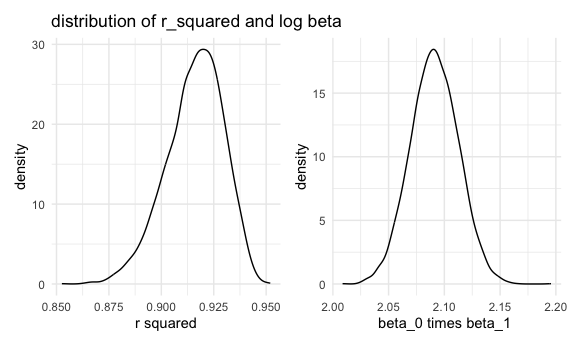 distribution of r_squared and log beta
density
30
20
10
0
0.850 0.875 0.900 0.925 0.950
r squared
density
15
10
5
0
2.00 2.05 2.10 2.15 2.20
beta_0 times beta_1